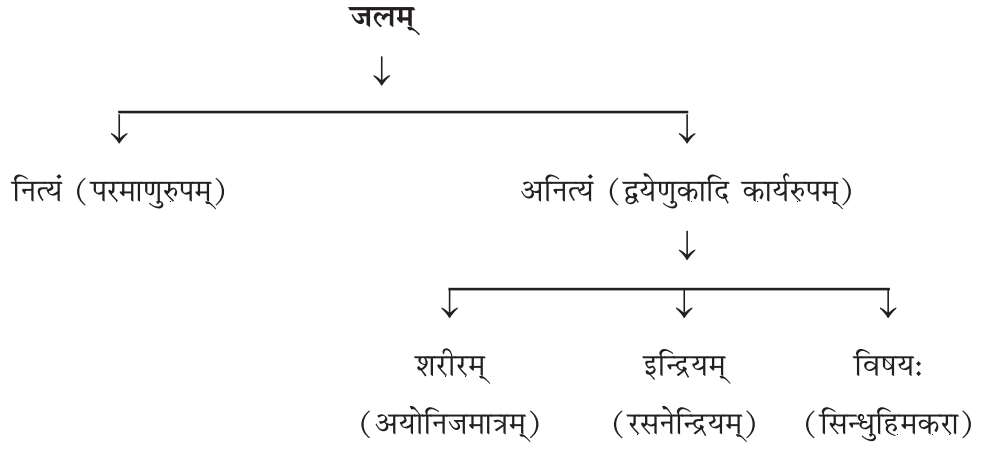 जलम्
नित्यं (परमाणुरुपम्) अनित्यं (द्वयेणुकादि कार्यरुपम्)
शरीरम् इन्द्रियम् विषयः
(अयोनिजमात्रम्) (रसनेन्द्रियम्) (सिन्धुहिमकरा)